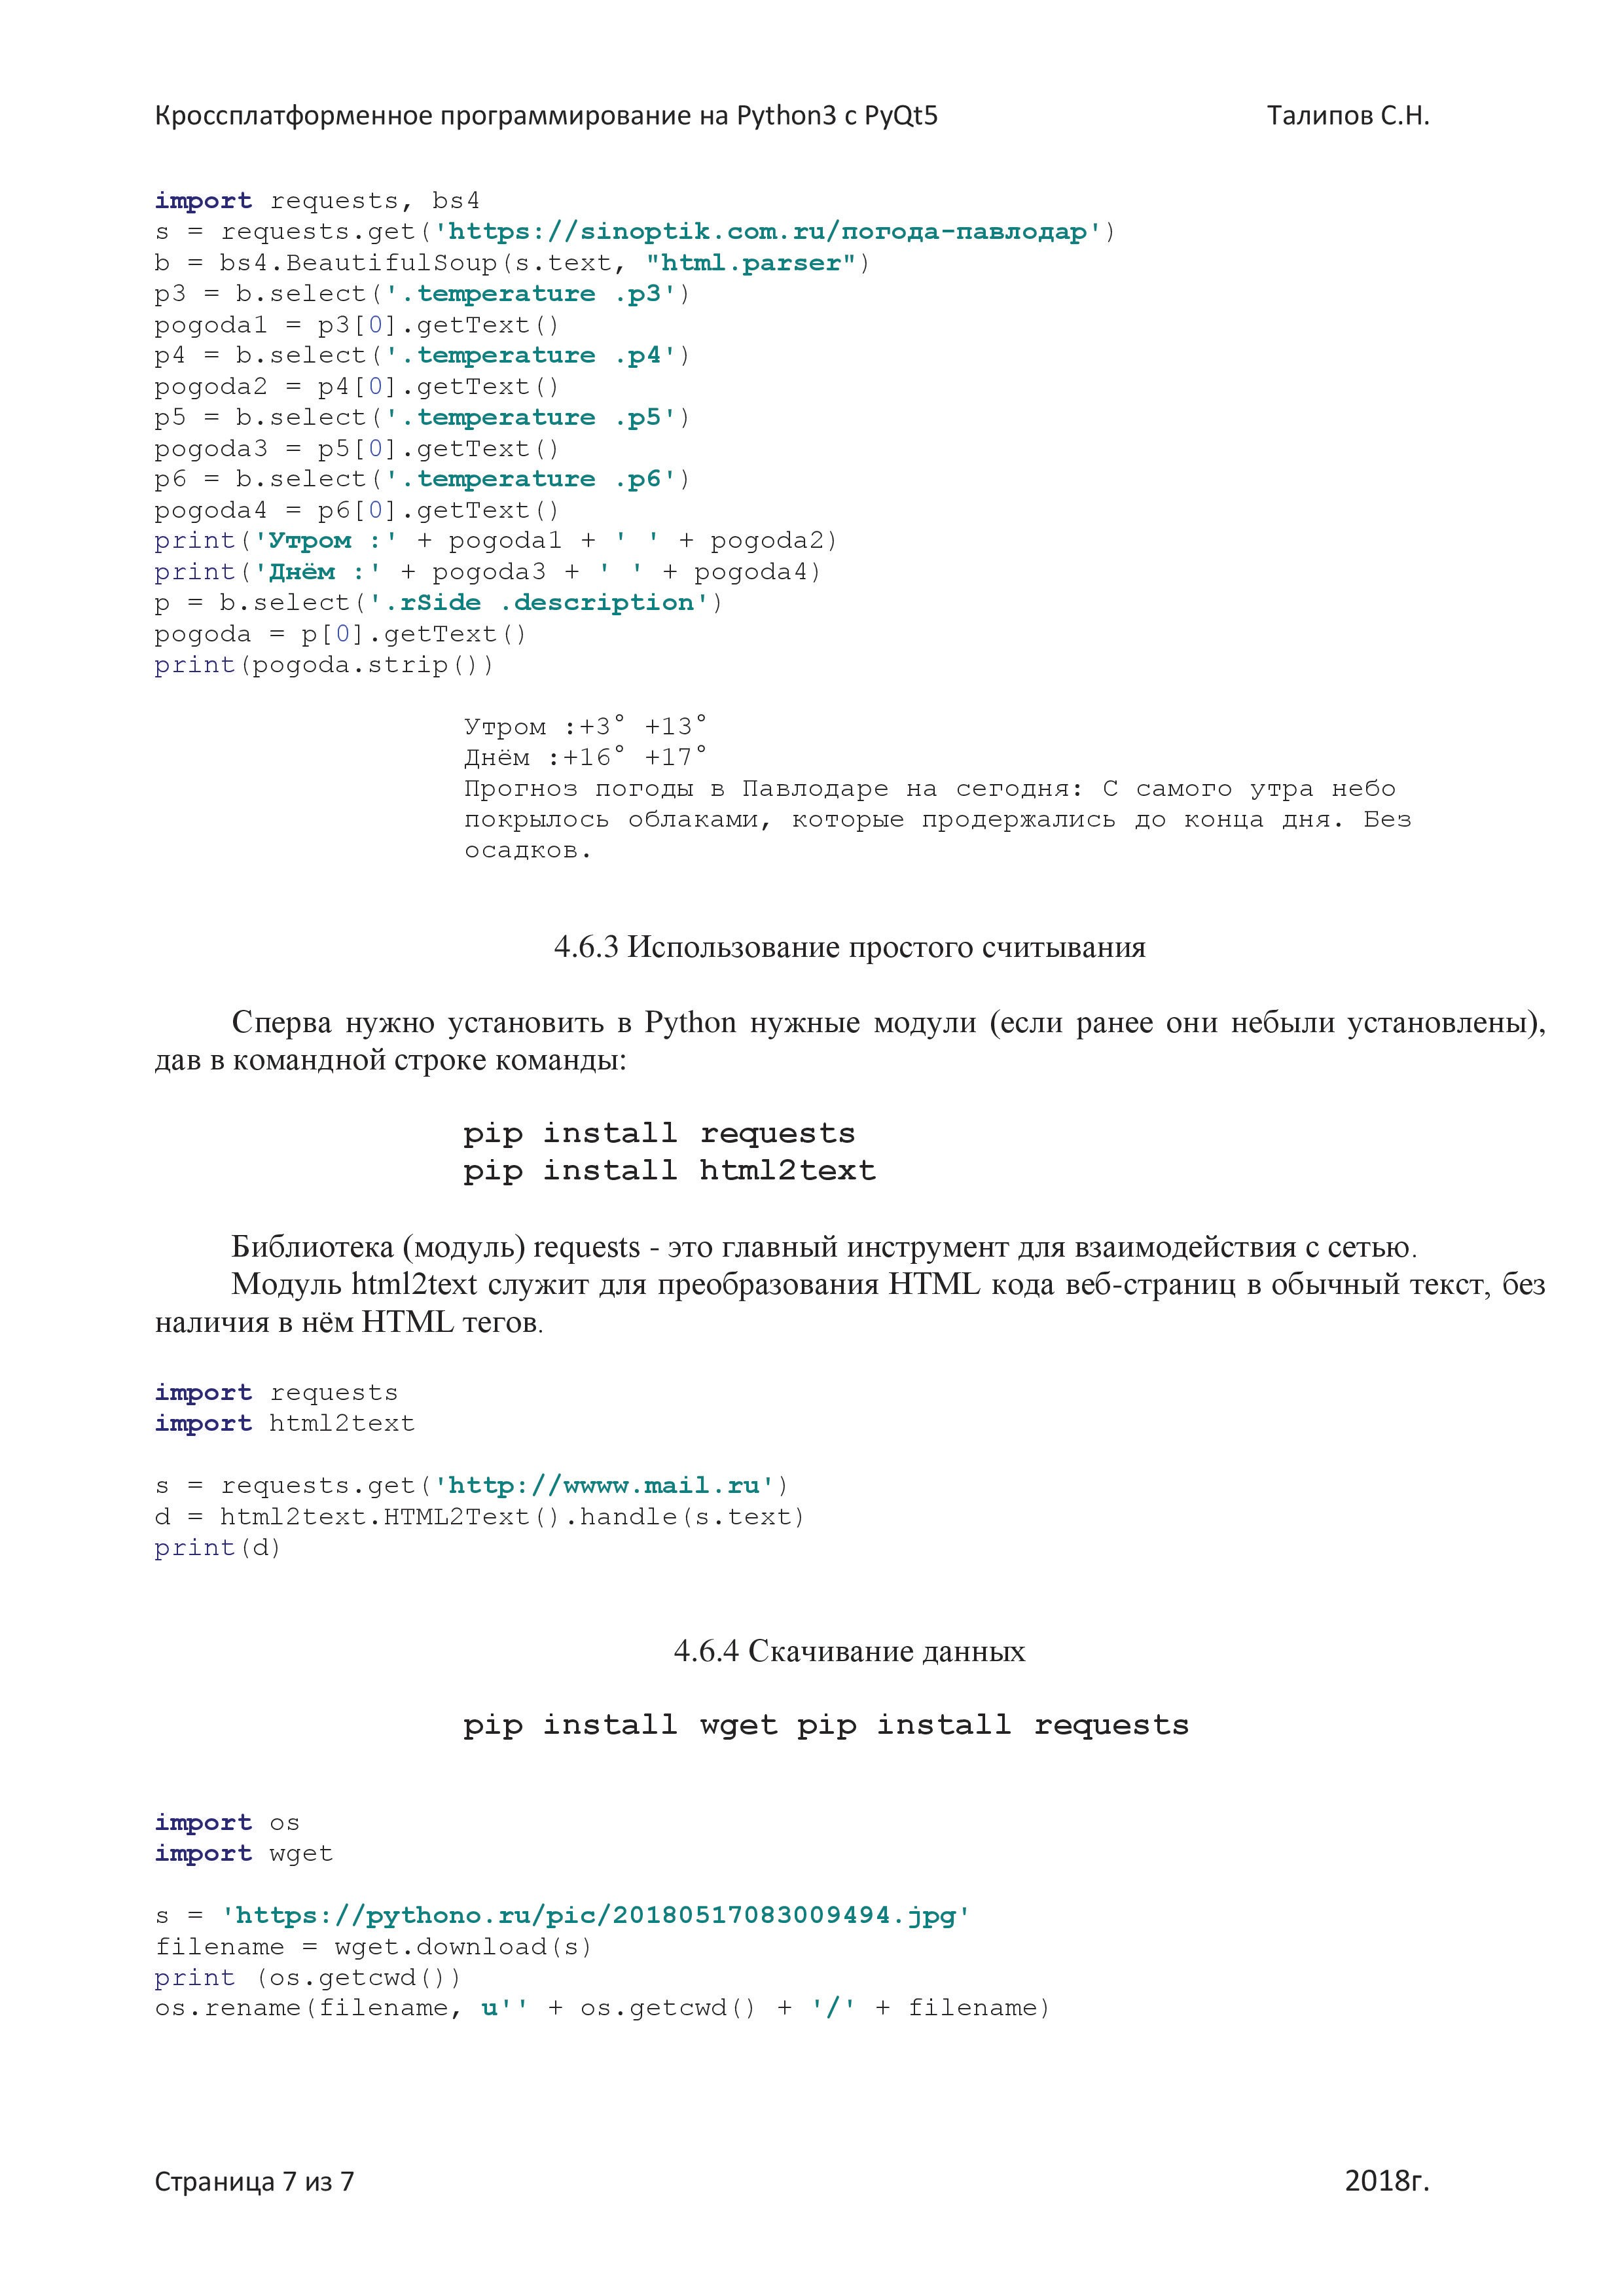 Кроссплатформенное программирование на Python3 с PyQt5 Талипов С.Н.
import requests, bs4
s = requests.get('https://sinoptik.com.ru/погода-павлодар')
b = bs4.BeautifulSoup(s.text, "html.parser")
p3 = b.select('.temperature .p3')
pogoda1 = p3[0].getText()
p4 = b.select('.temperature .p4')
pogoda2 = p4[0].getText()
p5 = b.select('.temperature .p5')
pogoda3 = p5[0].getText()
p6 = b.select('.temperature .p6')
pogoda4 = p6[0].getText()
print('Утром :' + pogoda1 + ' ' + pogoda2)
print('Днём :' + pogoda3 + ' ' + pogoda4)
p = b.select('.rSide .description')
pogoda = p[0].getText()
print(pogoda.strip())
Утром :+3° +13°
Днём :+16° +17°
Прогноз погоды в Павлодаре на сегодня: С самого утра небо
покрылось облаками, которые продержались до конца дня. Без
осадков.
4.6.3 Использование простого считывания
Сперва нужно установить в Python нужные модули (если ранее они небыли установлены),
дав в командной строке команды:
pip install requests
pip install html2text
Библиотека (модуль) requests - это главный инструмент для взаимодействия с сетью.
Модуль html2text служит для преобразования HTML кода веб-страниц в обычный текст, без
наличия в нём HTML тегов.
import requests
import html2text
s = requests.get('http://wwww.mail.ru')
d = html2text.HTML2Text().handle(s.text)
print(d)
4.6.4 Скачивание данных
pip install wget pip install requests
import os
import wget
s = 'https://pythono.ru/pic/20180517083009494.jpg'
filename = wget.download(s)
print (os.getcwd())
os.rename(filename, u'' + os.getcwd() + '/' + filename)
Страница 7 из 7 2018г.